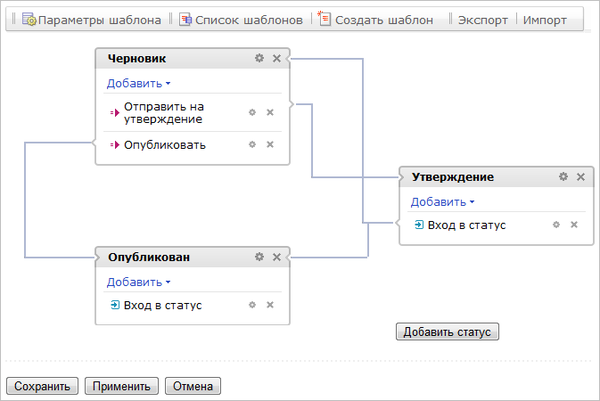 Параметры шаблона Список шаблонов Создать шаблон Экспорт Импорт
Черновик
Добавить
Отправить на
утверждение
Опубликовать
Утверждение
Добавить
Вход в статус
Опубликован
Добавить
Вход в статус
Добавить статус
Сохранить Применить Отмена